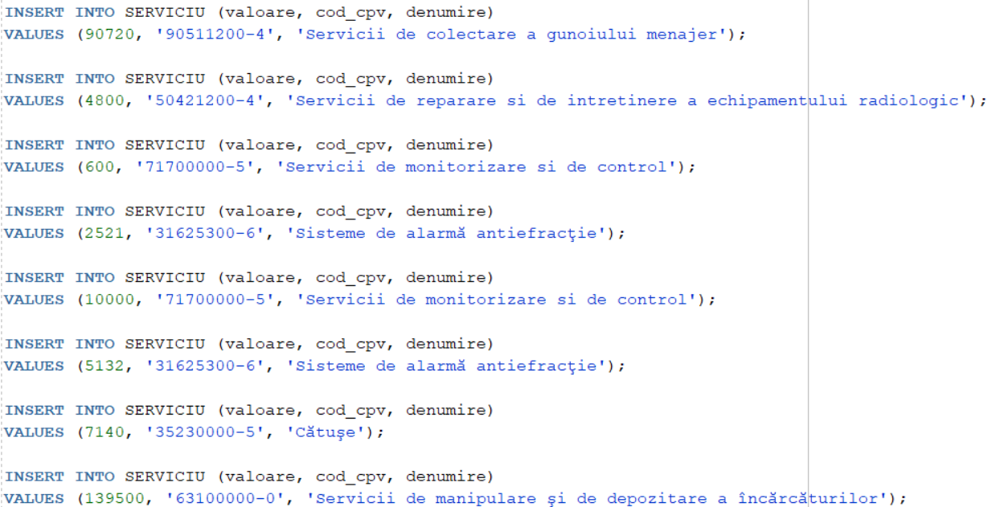 INSERT INTO SERVICIU (valoare, cod_cpv, denumire)
VALUES (90720, '90511200-4', 'Servicii de colectare a gunoiului menajer');
INSERT INTO SERVICIU (valoare, cod_cpv, denumire)
VALUES (4800, '50421200-4', 'Servicii de reparare si de intretinere a echipamentului radiologic');
INSERT INTO SERVICIU (valoare, cod_cpv, denumire)
VALUES (600, '71700000-5', 'Servicii de monitorizare si de control');
INSERT INTO SERVICIU (valoare, cod_cpv, denumire)
VALUES (2521, '31625300-6', 'Sisteme de alarmă antiefracţie');
INSERT INTO SERVICIU (valoare, cod_cpv, denumire)
VALUES (10000, '71700000-5', 'Servicii de monitorizare si de control');
INSERT INTO SERVICIU (valoare, cod_cpv, denumire)
VALUES (5132, '31625300-6', 'Sisteme de alarmă antiefracţie');
INSERT INTO SERVICIU (valoare, cod_cpv, denumire)
VALUES (7140, '35230000-5', 'Cătuşe');
INSERT INTO SERVICIU (valoare, cod_cpv, denumire)
VALUES (139500, '63100000-0', 'Servicii de manipulare şi de depozitare a încărcăturilor');